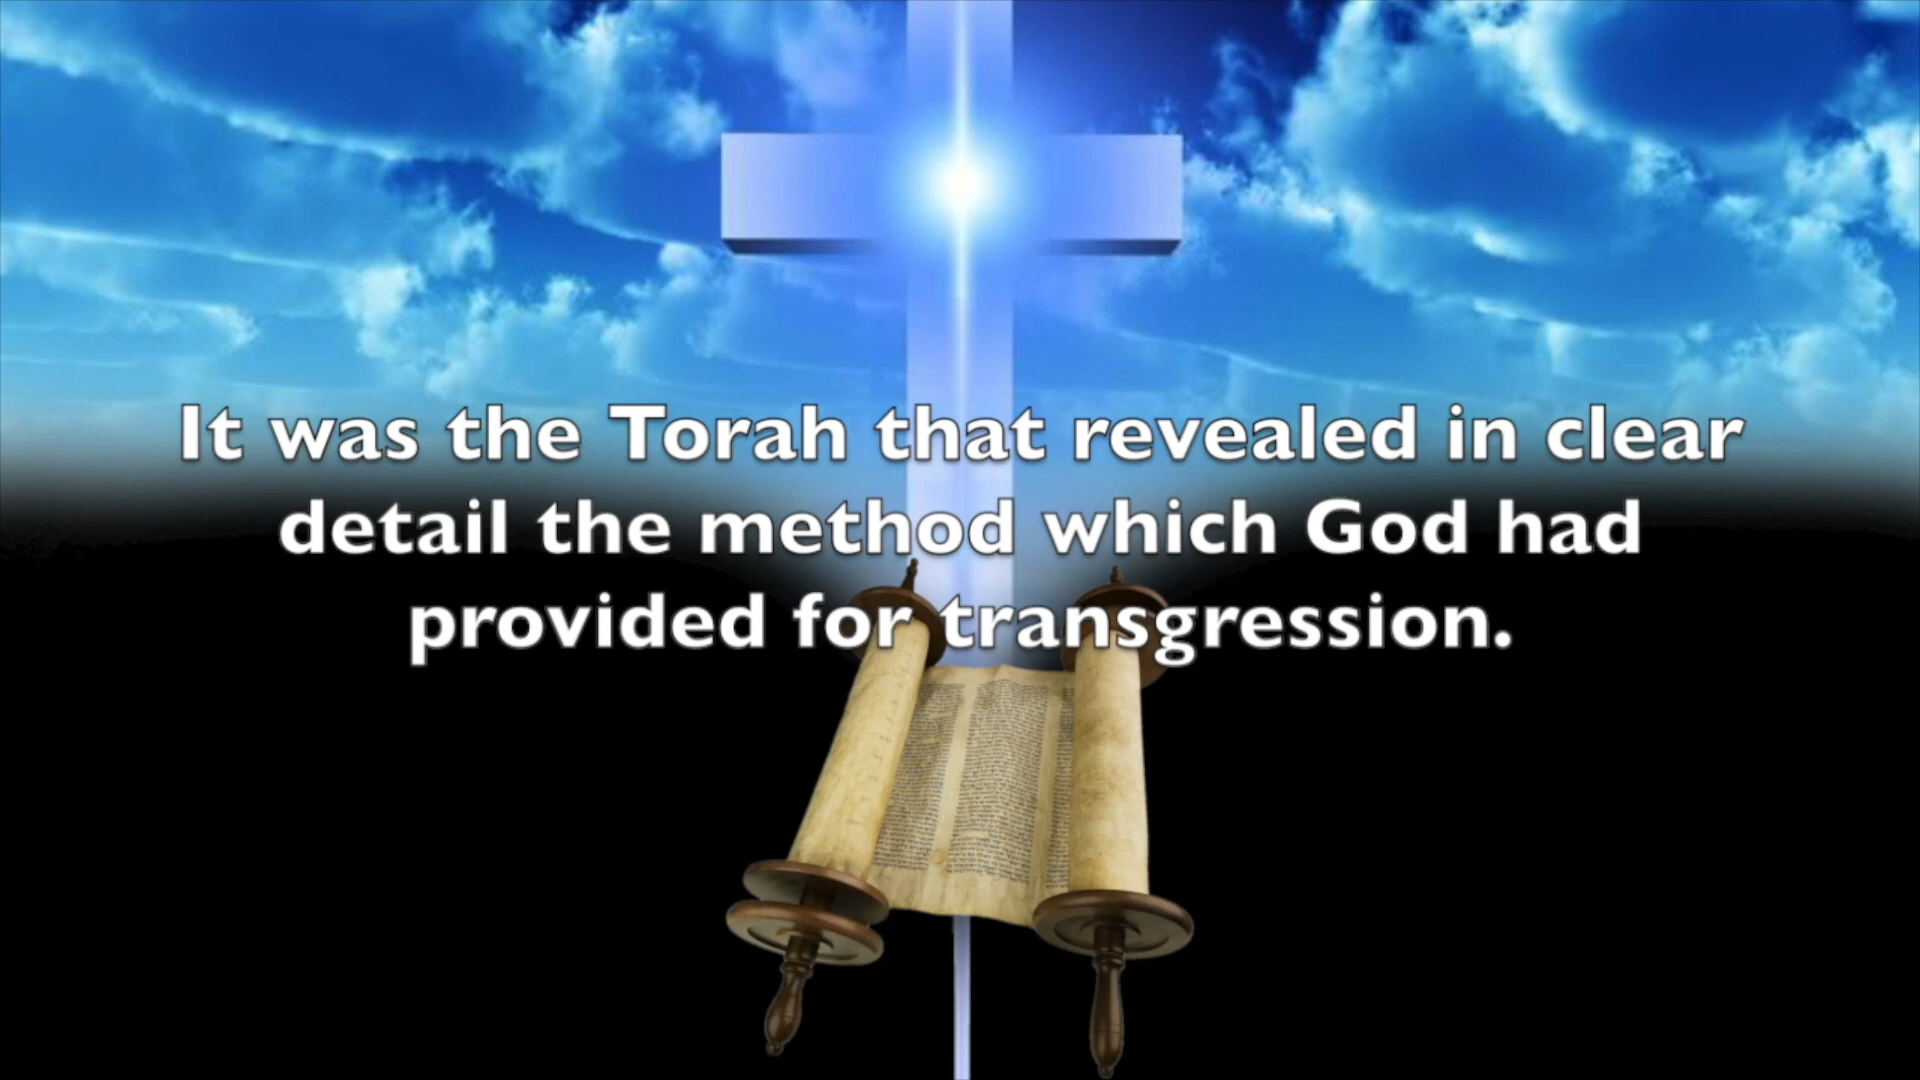 It was the Torah that revealed in clear
detail the method which God had
provided for transgression.